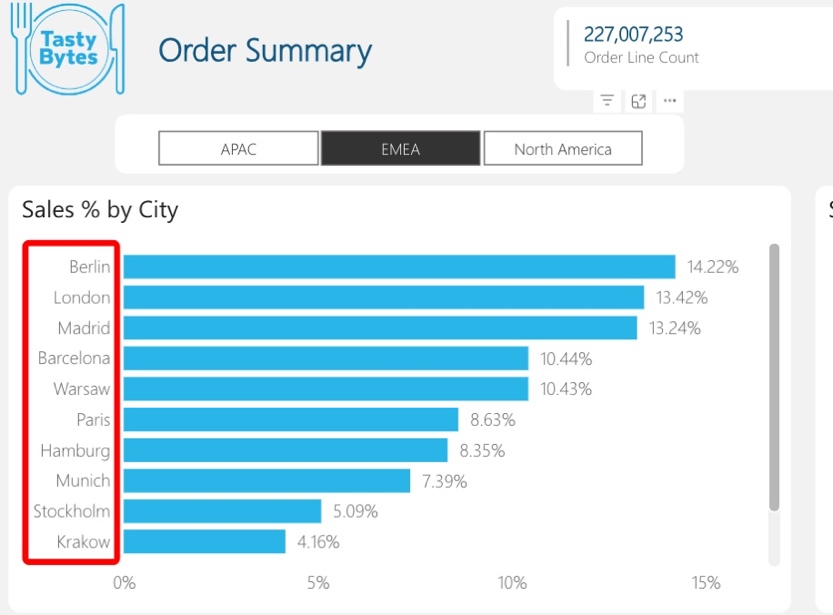 Tasty
Bytes
Order Summary
227,007,253
Order Line Count
APAC EMEA North America
Sales % by City
Berlin 14.22%
London 13.42%
Madrid 13.24%
Barcelona 10.44%
Warsaw 10.43%
Paris 8.63%
Hamburg 8.35%
Munich 7.39%
Stockholm 5.09%
Krakow 4.16%
0% 5% 10% 15%